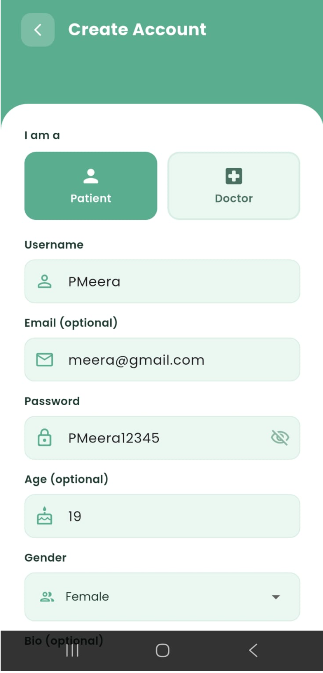 Create Account
I am a
Patient
Doctor
Username
PMeera
Email (optional)
meera@gmail.com
Password
PMeera12345
Age (optional)
19
Gender
Female
Bio (optional)